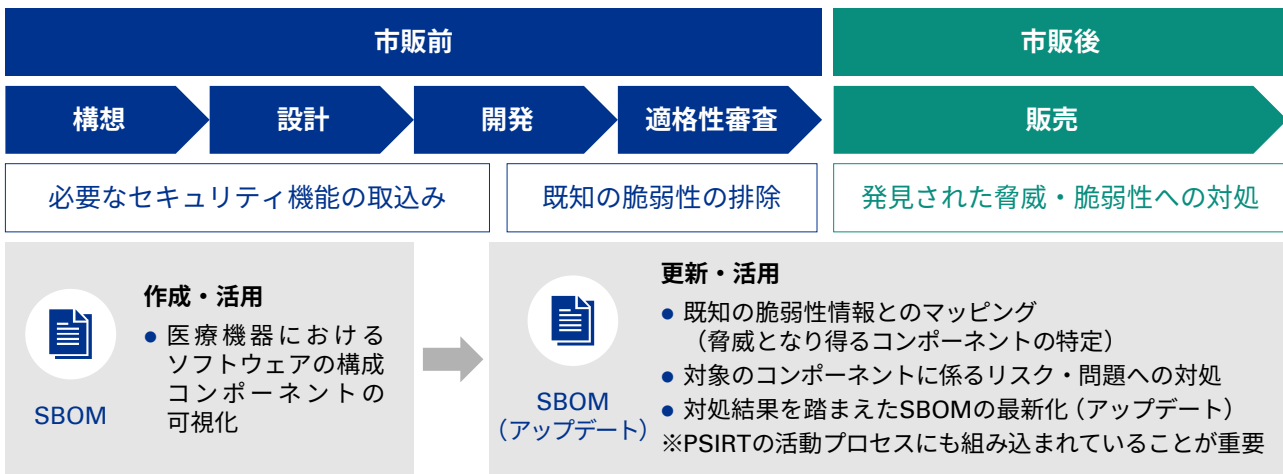 市販前
市販後
構想
設計
開発
適格性審査
販売
必要なセキュリティ機能の取込み
既知の脆弱性の排除
発見された脅威・脆弱性への対処
SBOM
作成・活用
● 医療機器における
ソフトウェアの構成
コンポーネントの
可視化
SBOM
(アップデート)
更新・活用
● 既知の脆弱性情報とのマッピング
(脅威となり得るコンポーネントの特定)
● 対象のコンポーネントに係るリスク・問題への対処
● 対処結果を踏まえたSBOMの最新化(アップデート)
※PSIRTの活動プロセスにも組み込まれていることが重要